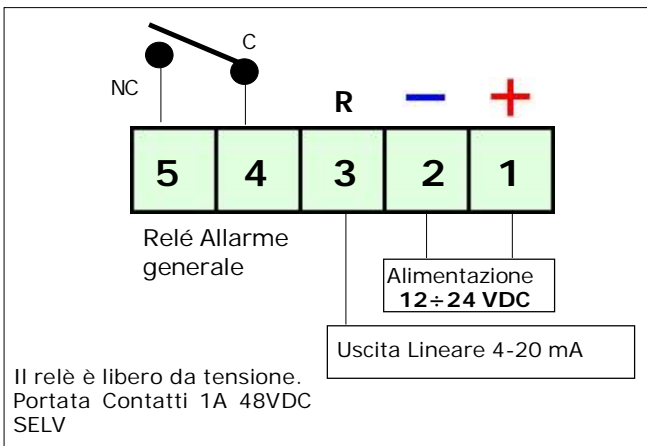 C
NC
R − +
5 4 3 2 1
Relé Allarme
generale
Alimentazione
12÷24 VDC
Uscita Lineare 4-20 mA
Il relè è libero da tensione.
Portata Contatti 1A 48VDC
SELV